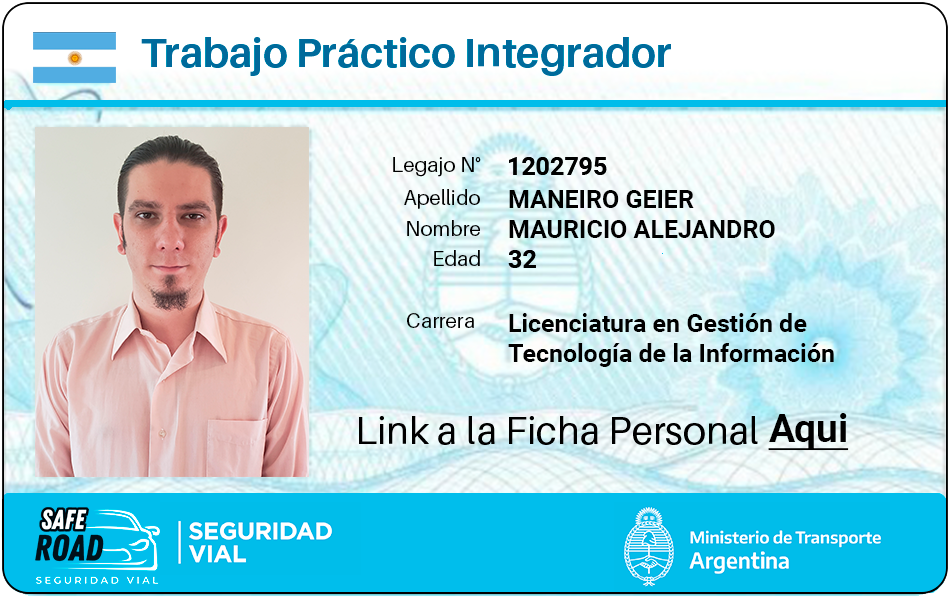 Trabajo Práctico Integrador
Legajo N° 1202795
Apellido MANEIRO GEIER
Nombre MAURICIO ALEJANDRO
Edad 32
Carrera Licenciatura en Gestión de
Tecnología de la Información
Link a la Ficha Personal Aqui
SAFE
ROAD
SEGURIDAD VIAL
SEGURIDAD
VIAL
Ministerio de Transporte
Argentina